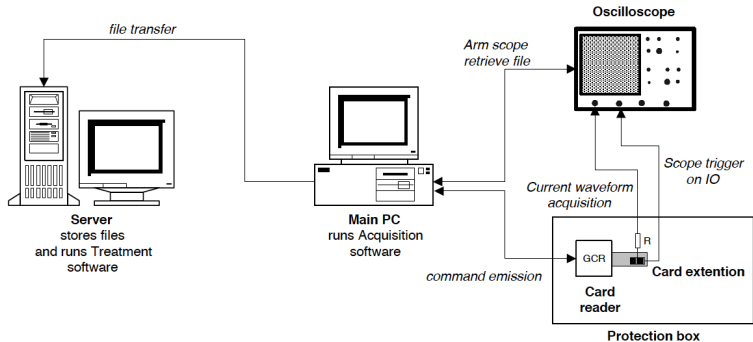 Oscilloscope
file transfer
Arm scope
retrieve file
Scope trigger
on IO
Current waveform
acquisition
Server
stores files
and runs Treatment
software
Main PC
runs Acquisition
software
command emission
R
GCR
Card extention
Card
reader
Protection box